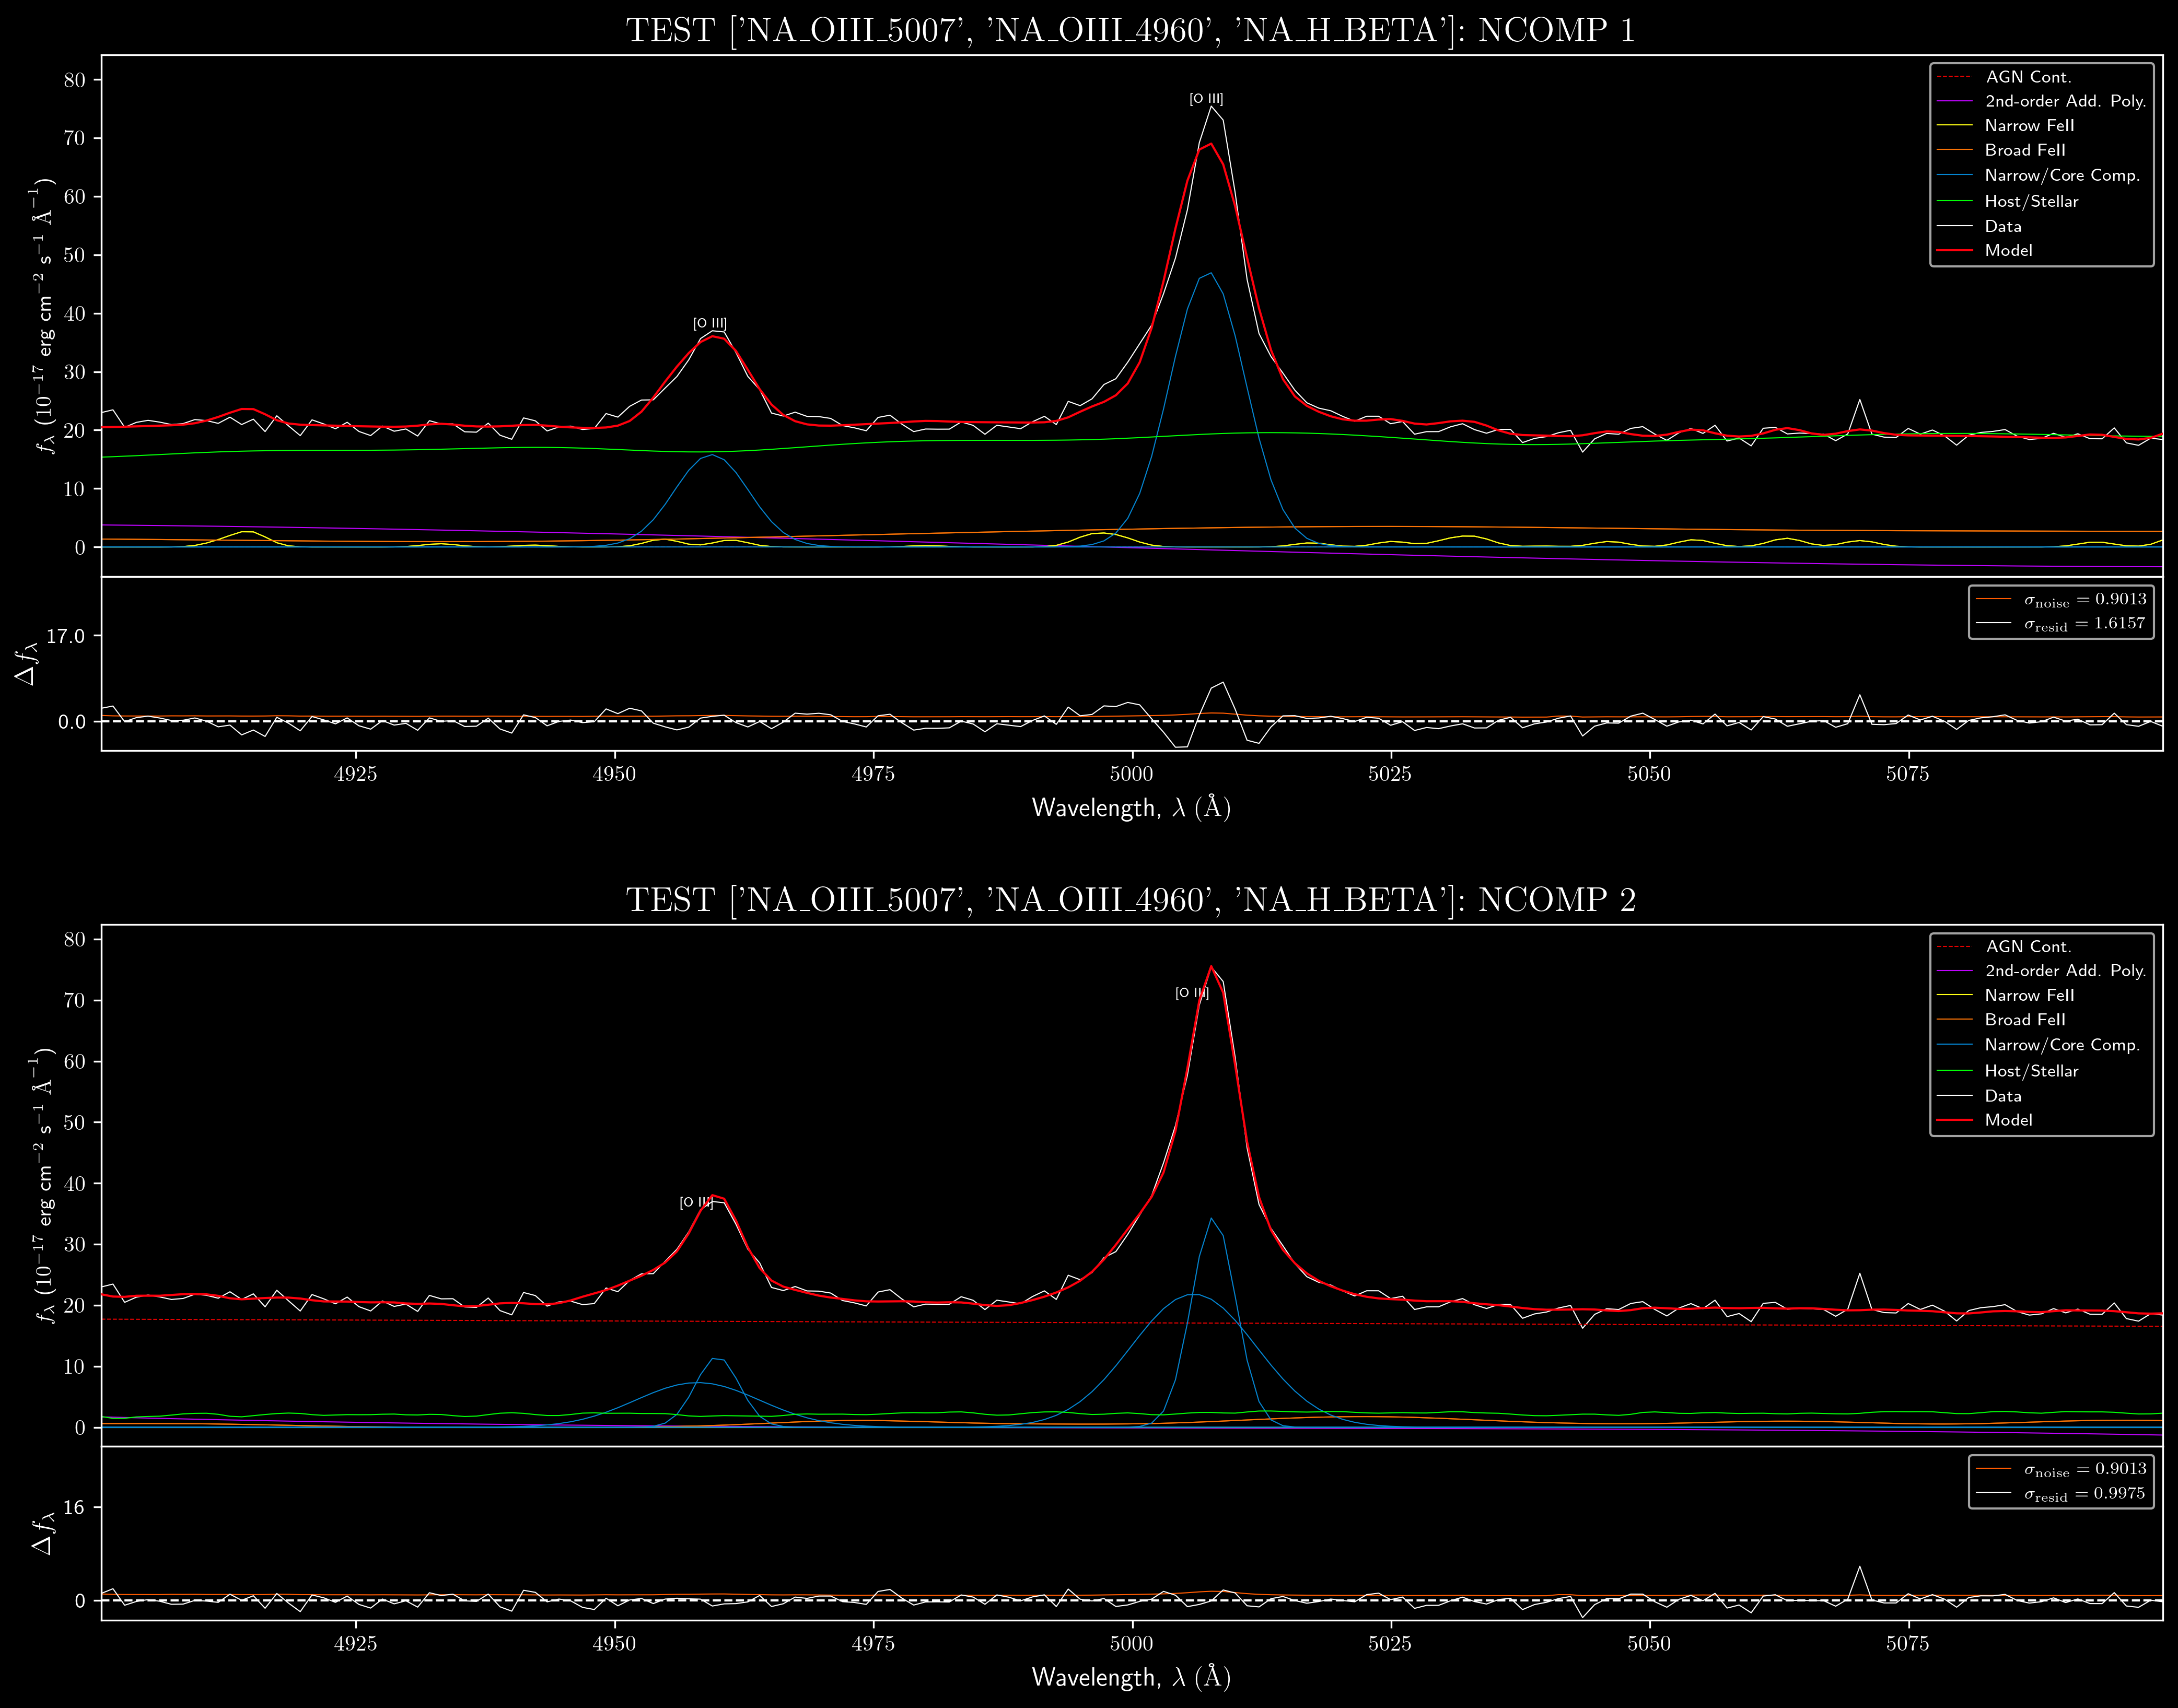 TEST ['NA_OIII_5007', 'NA_OIII_4960', 'NA_H_BETA']: NCOMP 1
80
70
60
50
40
30
20
10
0
f_λ (10⁻¹⁷ erg cm⁻² s⁻¹ Å⁻¹)
[O III]
[O III]
AGN Cont.
2nd-order Add. Poly.
Narrow FeII
Broad FeII
Narrow/Core Comp.
Host/Stellar
Data
Model
17.0
0.0
Δf_λ
σ_noise = 0.9013
σ_resid = 1.6157
4925 4950 4975 5000 5025 5050 5075
Wavelength, λ (Å)
TEST ['NA_OIII_5007', 'NA_OIII_4960', 'NA_H_BETA']: NCOMP 2
80
70
60
50
40
30
20
10
0
f_λ (10⁻¹⁷ erg cm⁻² s⁻¹ Å⁻¹)
[O III]
[O III]
AGN Cont.
2nd-order Add. Poly.
Narrow FeII
Broad FeII
Narrow/Core Comp.
Host/Stellar
Data
Model
16
0
Δf_λ
σ_noise = 0.9013
σ_resid = 0.9975
4925 4950 4975 5000 5025 5050 5075
Wavelength, λ (Å)